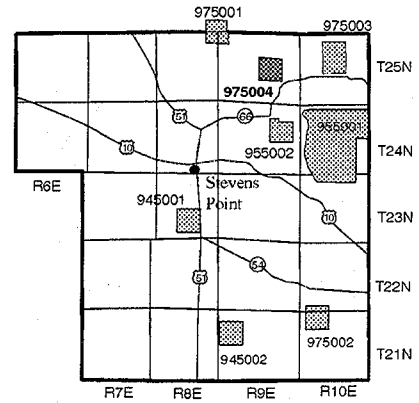 975001
975003
T25N
975004
51
66
955001
955002
T24N
10
R6E
Stevens
Point
945001
T23N
10
54
51
T22N
945002
975002
T21N
R7E R8E R9E R10E